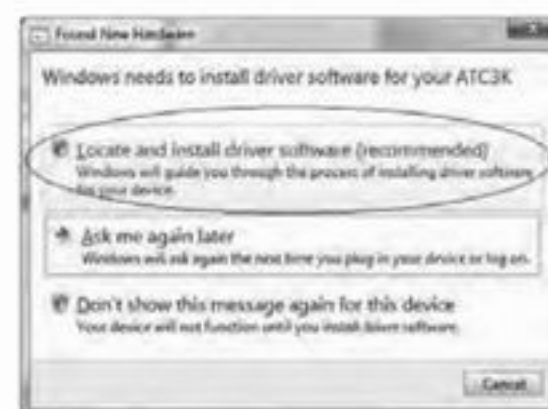 Found New Hardware
Windows needs to install driver software for your ATC3K
Locate and install driver software (recommended)
Windows will guide you through the process of installing driver software
for your device.
Ask me again later
Windows will ask again the next time you plug in your device or log on.
Don't show this message again for this device
Your device will not function until you install driver software.
Cancel